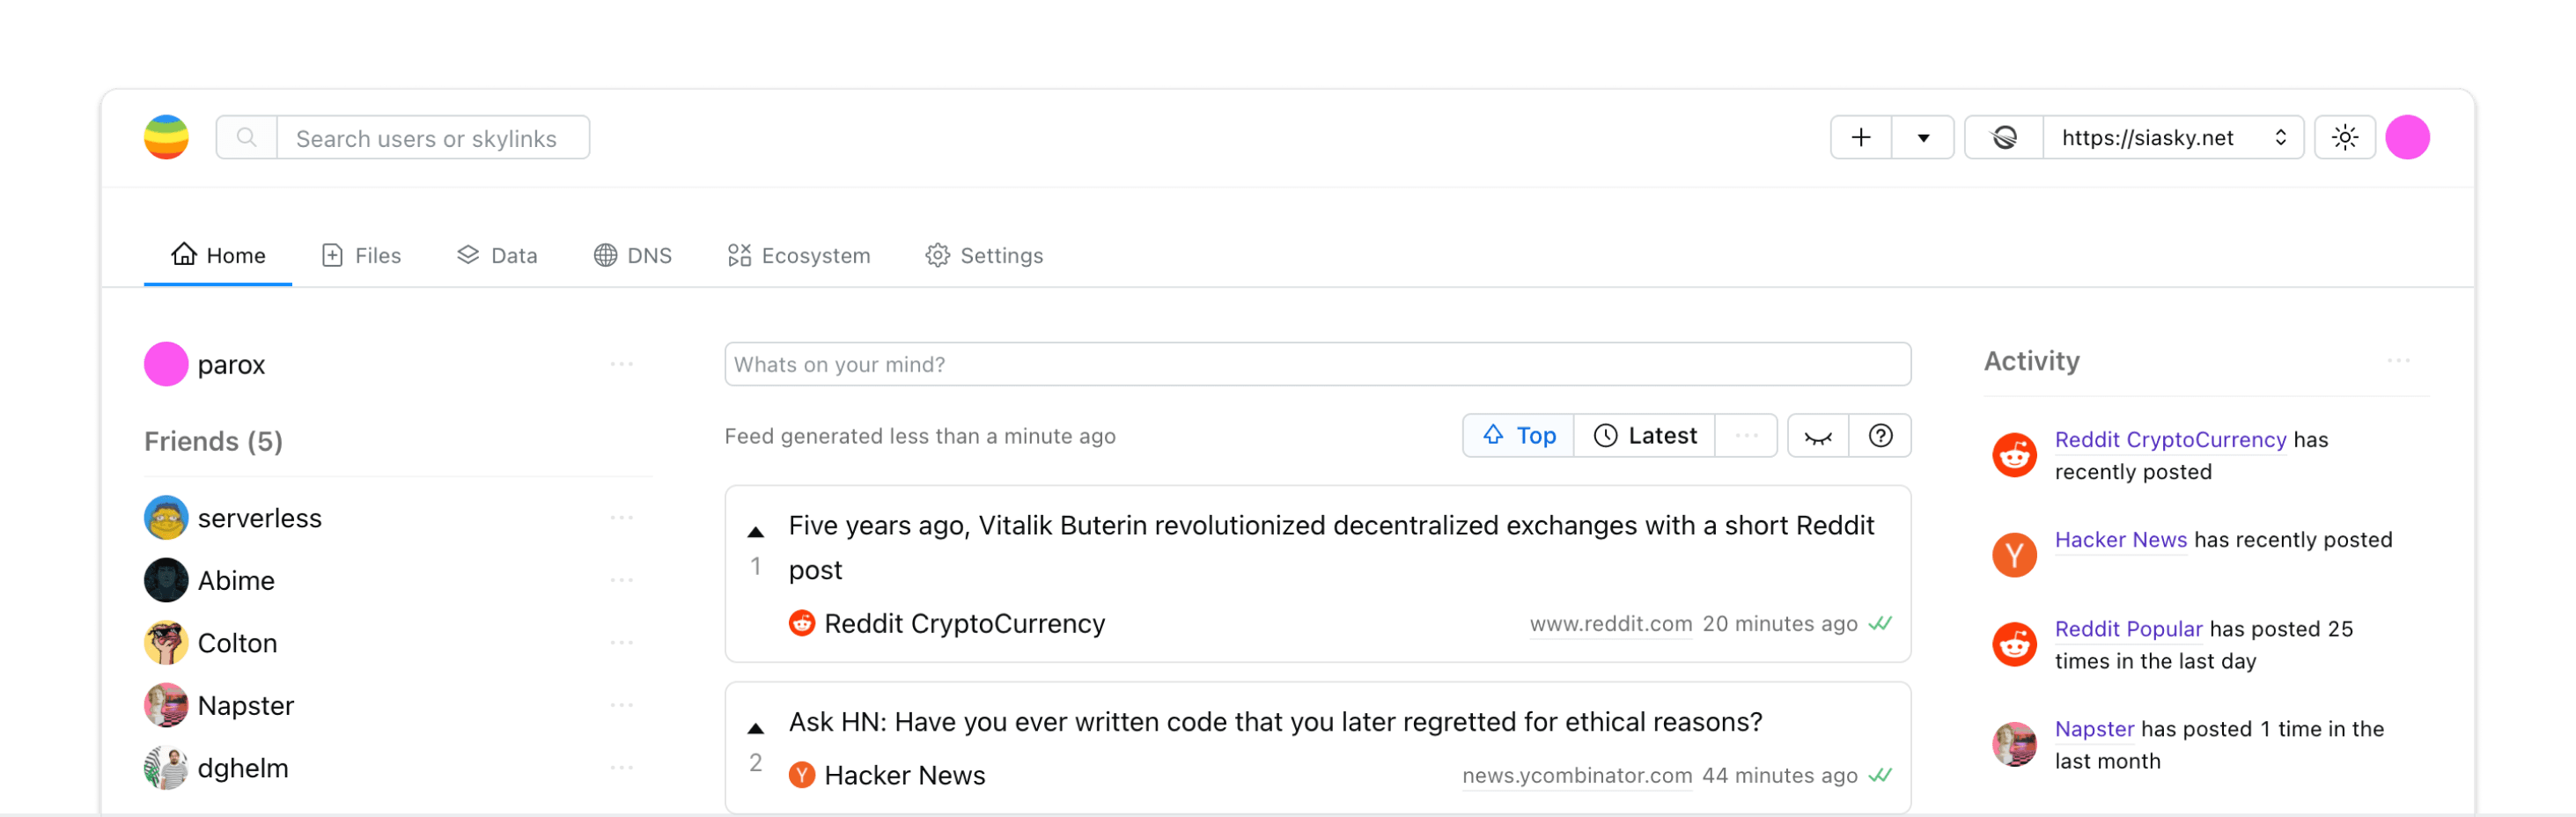 Search users or skylinks
https://siasky.net
Home
Files
Data
DNS
Ecosystem
Settings
parox
Friends (5)
serverless
Abime
Colton
Napster
dghelm
Whats on your mind?
Feed generated less than a minute ago
Top
Latest
Five years ago, Vitalik Buterin revolutionized decentralized exchanges with a short Reddit
post
1
Reddit CryptoCurrency
www.reddit.com 20 minutes ago
Ask HN: Have you ever written code that you later regretted for ethical reasons?
2
Y Hacker News
news.ycombinator.com 44 minutes ago
Activity
Reddit CryptoCurrency has
recently posted
Y
Hacker News has recently posted
Reddit Popular has posted 25
times in the last day
Napster has posted 1 time in the
last month